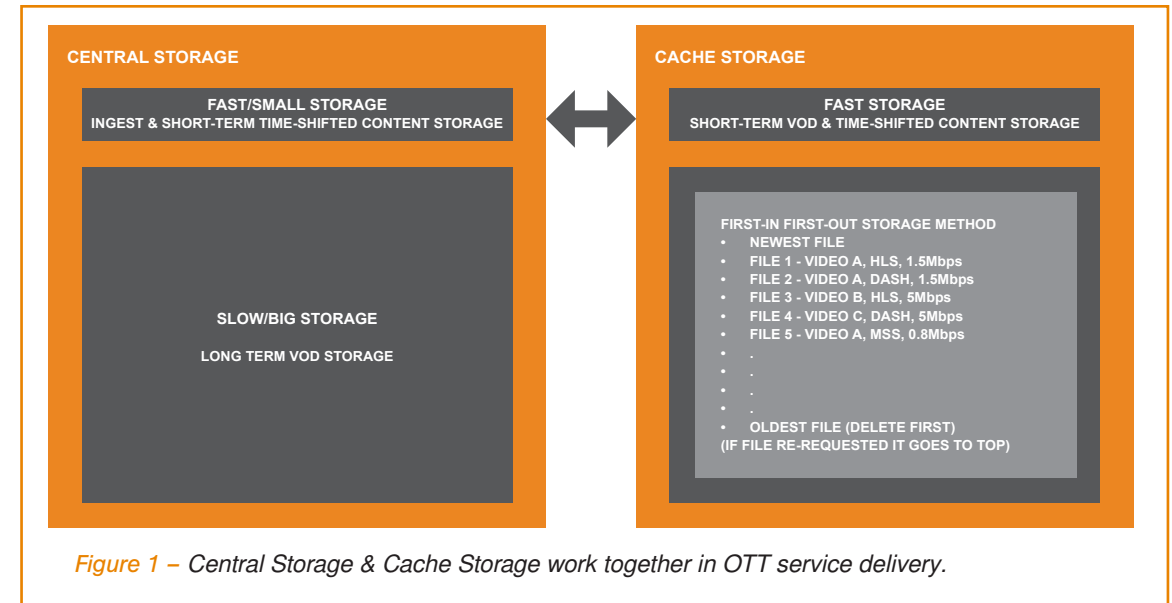 CENTRAL STORAGE
FAST/SMALL STORAGE
INGEST & SHORT-TERM TIME-SHIFTED CONTENT STORAGE
SLOW/BIG STORAGE
LONG TERM VOD STORAGE
CACHE STORAGE
FAST STORAGE
SHORT-TERM VOD & TIME-SHIFTED CONTENT STORAGE
FIRST-IN FIRST-OUT STORAGE METHOD
• NEWEST FILE
• FILE 1 - VIDEO A, HLS, 1.5Mbps
• FILE 2 - VIDEO A, DASH, 1.5Mbps
• FILE 3 - VIDEO B, HLS, 5Mbps
• FILE 4 - VIDEO C, DASH, 5Mbps
• FILE 5 - VIDEO A, MSS, 0.8Mbps
• .
• .
• .
• .
• OLDEST FILE (DELETE FIRST)
(IF FILE RE-REQUESTED IT GOES TO TOP)
Figure 1 – Central Storage & Cache Storage work together in OTT service delivery.